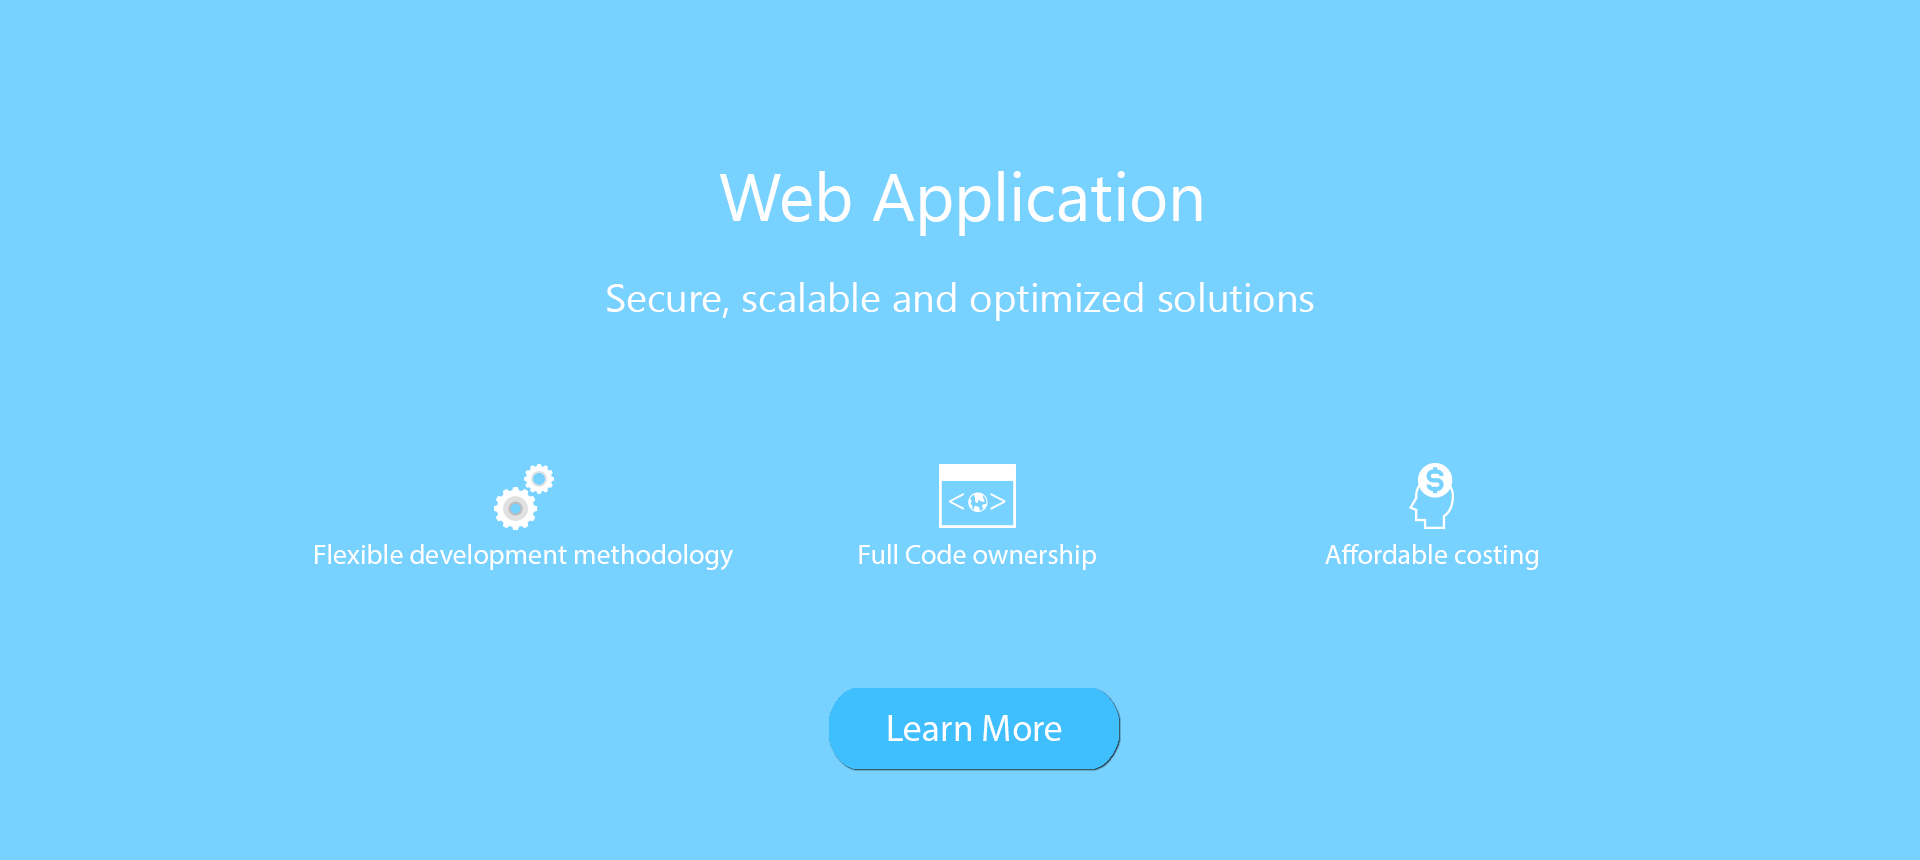 Web Application
Secure, scalable and optimized solutions
Flexible development methodology
Full Code ownership
Affordable costing
Learn More